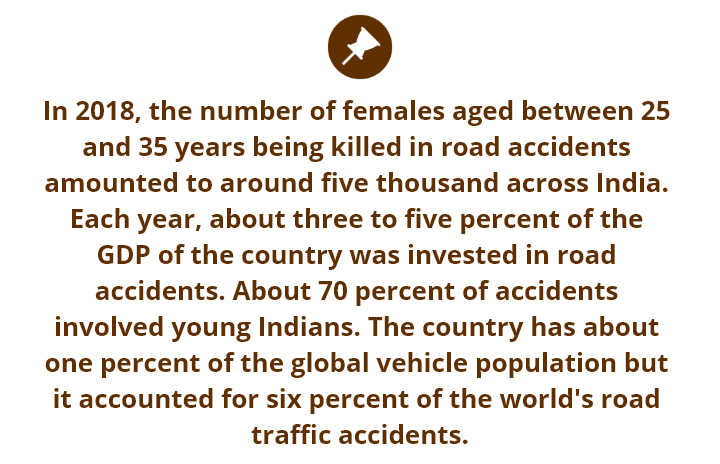 In 2018, the number of females aged between 25
and 35 years being killed in road accidents
amounted to around five thousand across India.
Each year, about three to five percent of the
GDP of the country was invested in road
accidents. About 70 percent of accidents
involved young Indians. The country has about
one percent of the global vehicle population but
it accounted for six percent of the world's road
traffic accidents.